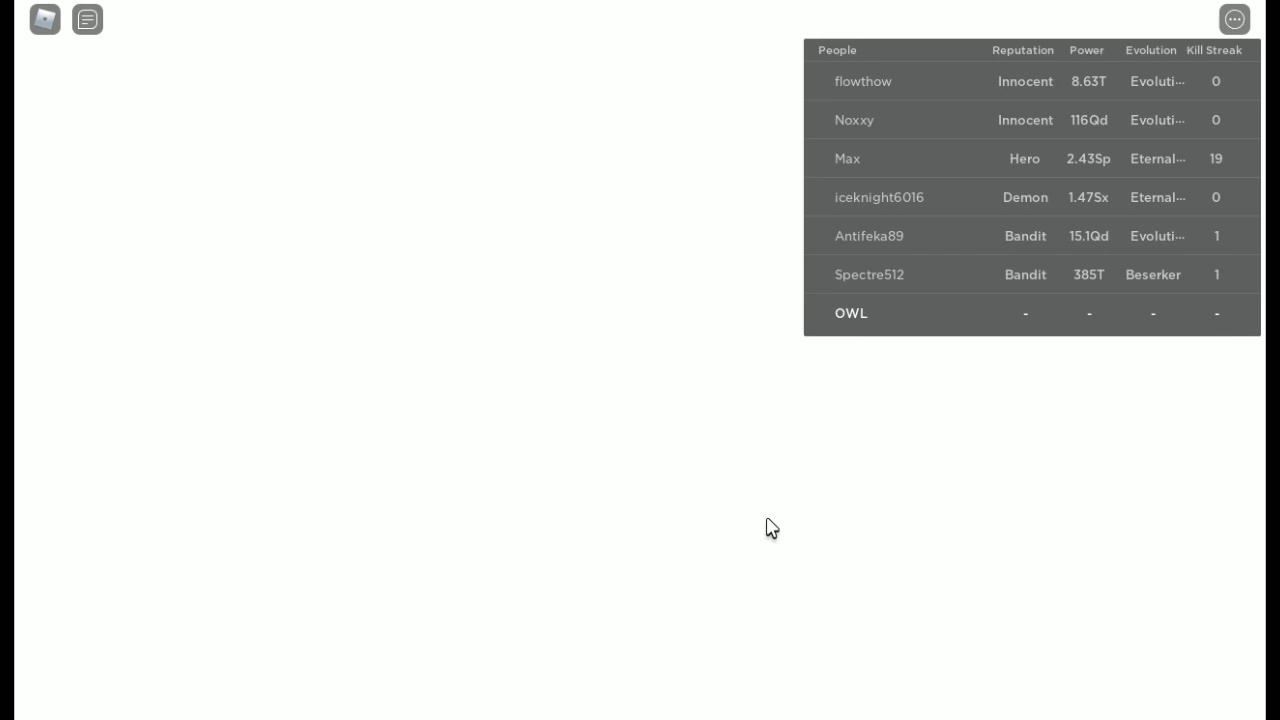 People Reputation Power Evolution Kill Streak
flowthow Innocent 8.63T Evoluti... 0
Noxxy Innocent 116Qd Evoluti... 0
Max Hero 2.43Sp Eternal... 19
iceknight6016 Demon 1.47Sx Eternal... 0
Antifeka89 Bandit 15.1Qd Evoluti... 1
Spectre512 Bandit 385T Beserker 1
OWL - - - -